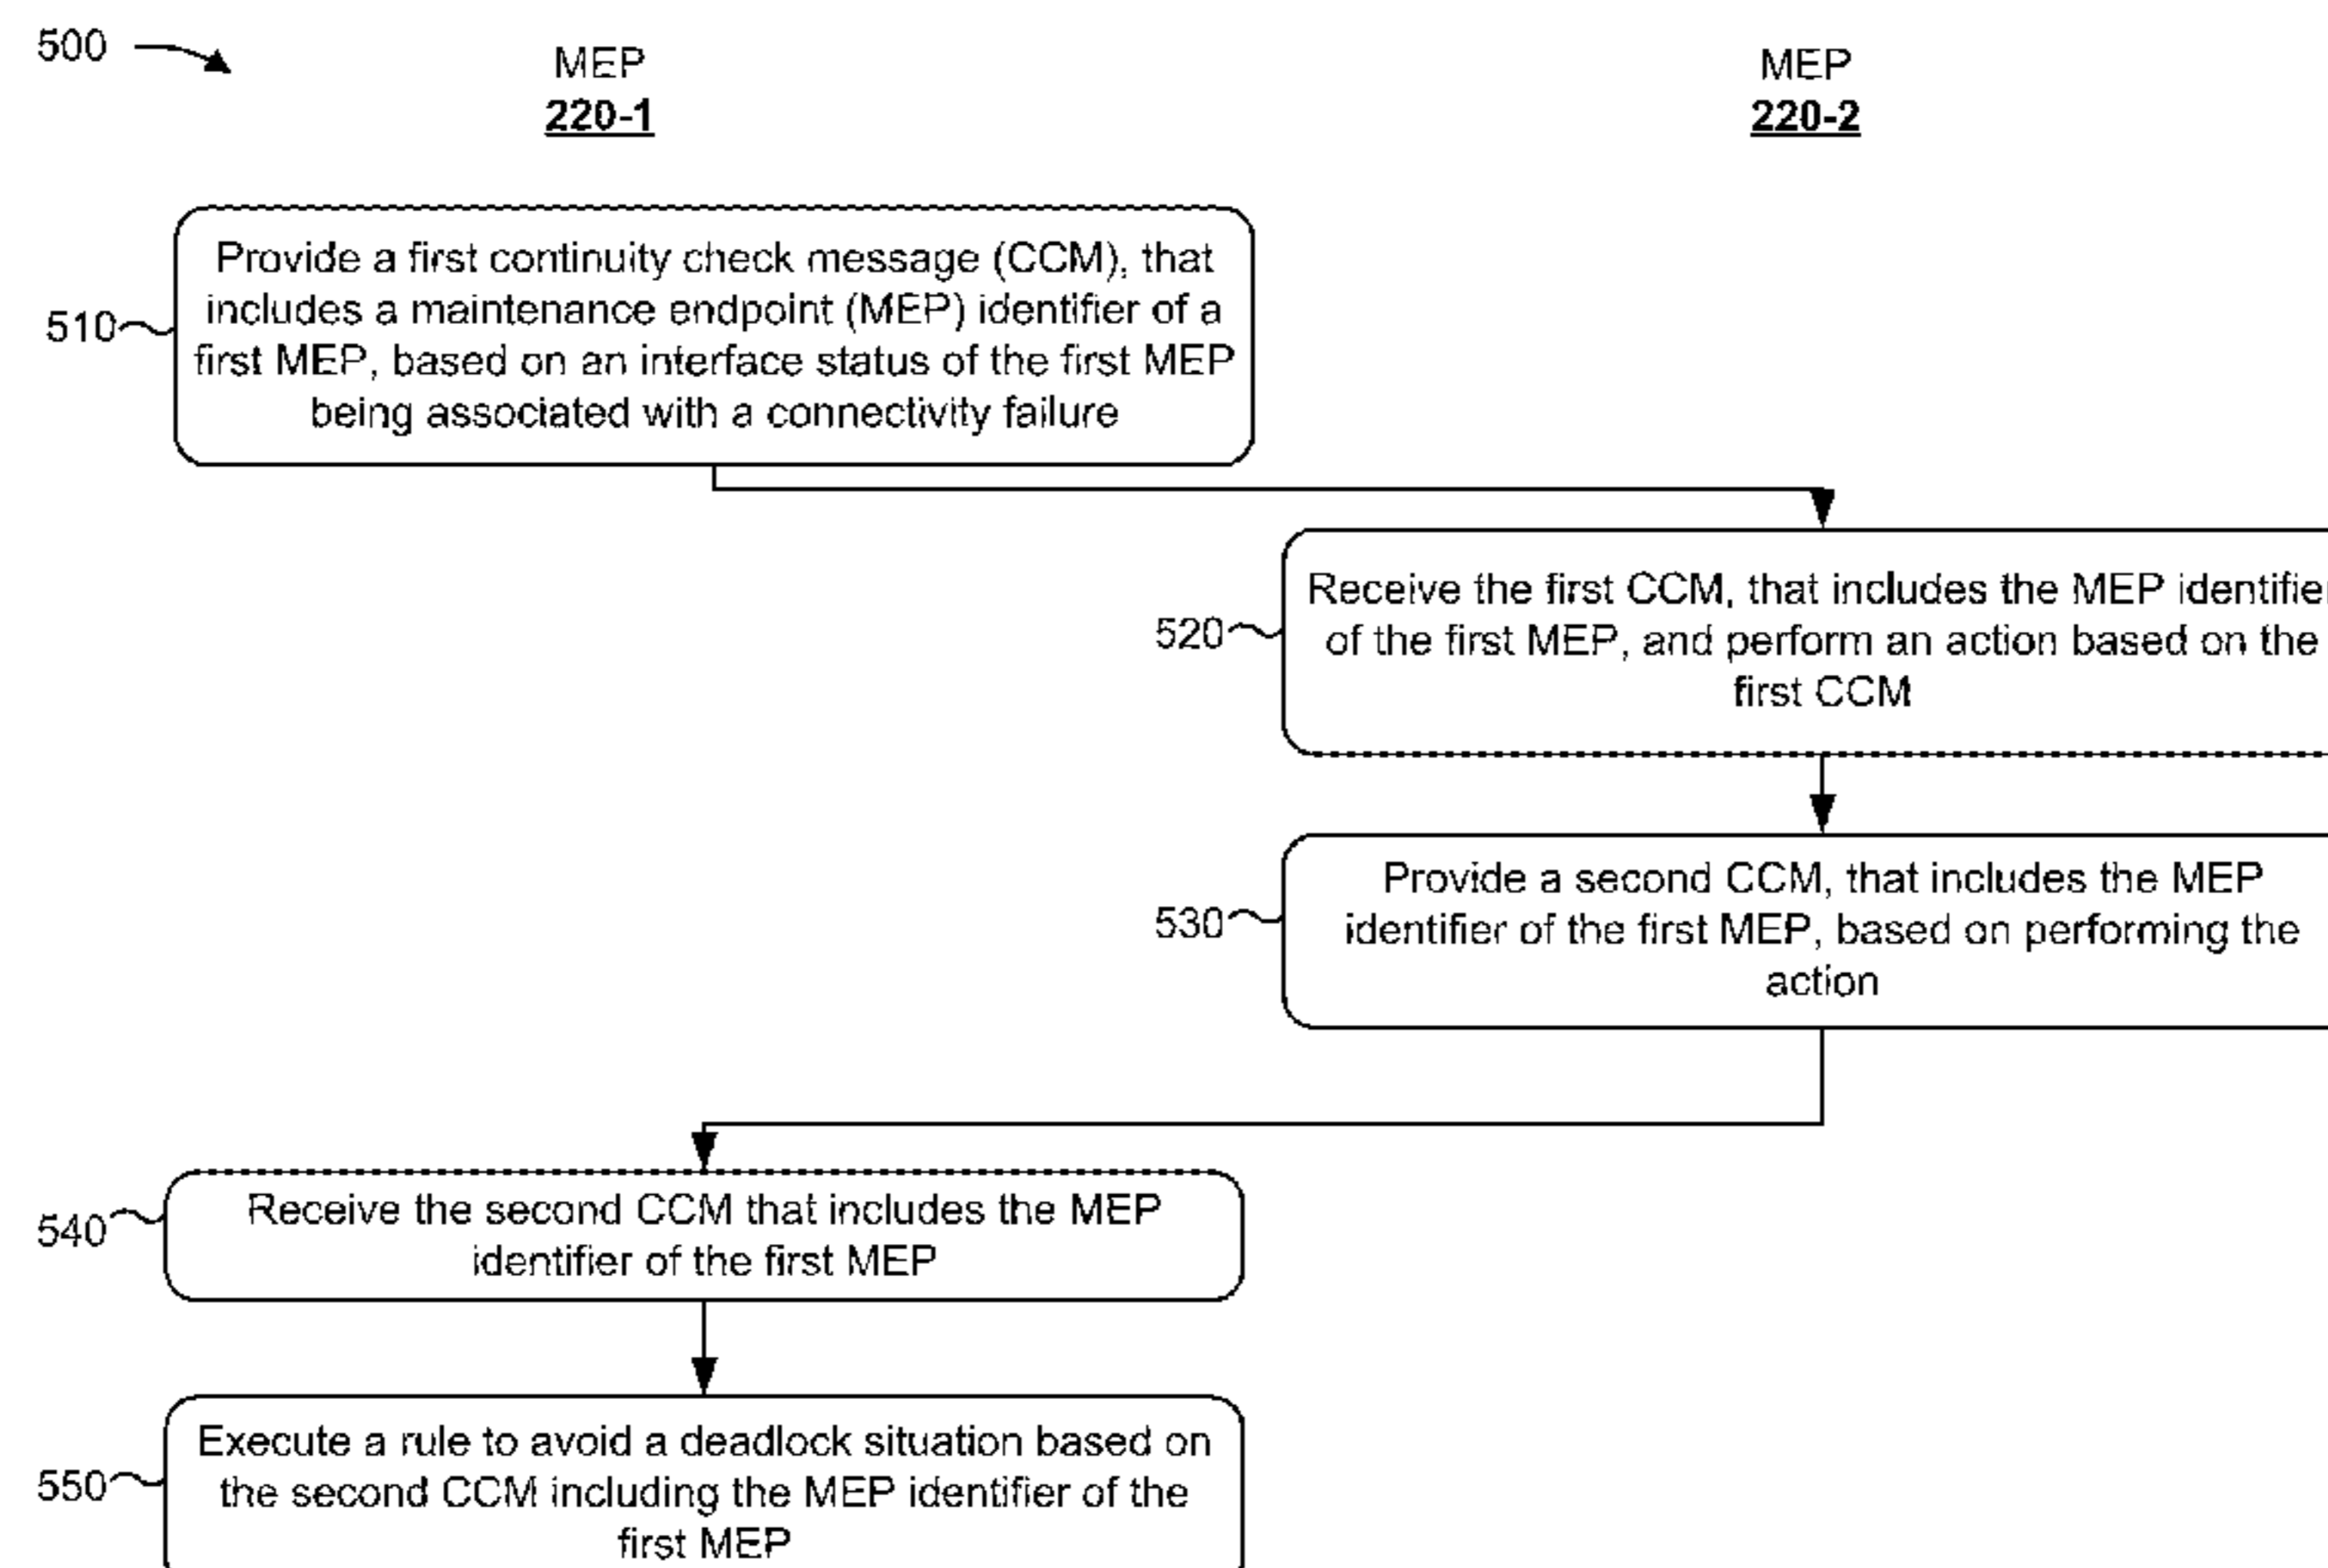 500
MEP
220-1
MEP
220-2
510
Provide a first continuity check message (CCM), that
includes a maintenance endpoint (MEP) identifier of a
first MEP, based on an interface status of the first MEP
being associated with a connectivity failure
520
Receive the first CCM, that includes the MEP identifier
of the first MEP, and perform an action based on the
first CCM
530
Provide a second CCM, that includes the MEP
identifier of the first MEP, based on performing the
action
540
Receive the second CCM that includes the MEP
identifier of the first MEP
550
Execute a rule to avoid a deadlock situation based on
the second CCM including the MEP identifier of the
first MEP